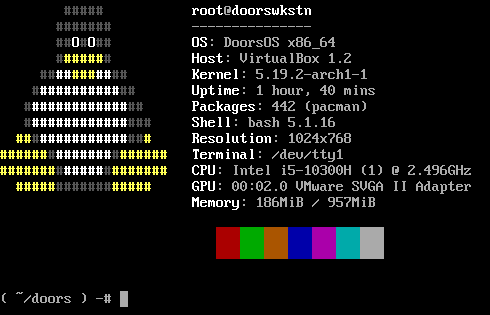 root@doorswkstn
---------------
OS: DoorsOS x86_64
Host: VirtualBox 1.2
Kernel: 5.19.2-arch1-1
Uptime: 1 hour, 40 mins
Packages: 442 (pacman)
Shell: bash 5.1.16
Resolution: 1024x768
Terminal: /dev/tty1
CPU: Intel i5-10300H (1) @ 2.496GHz
GPU: 00:02.0 VMware SVGA II Adapter
Memory: 186MiB / 957MiB
( ~/doors ) -#